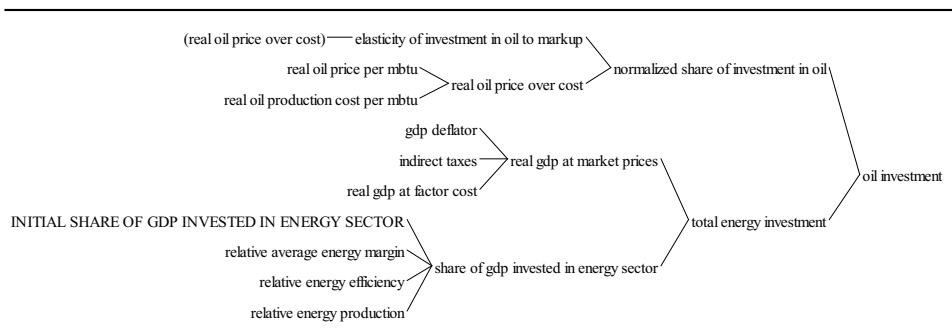 (real oil price over cost) elasticity of investment in oil to markup
real oil price per mbtu
normalized share of investment in oil
real oil price over cost
real oil production cost per mbtu
gdp deflator
indirect taxes
real gdp at market prices
oil investment
real gdp at factor cost
INITIAL SHARE OF GDP INVESTED IN ENERGY SECTOR
total energy investment
relative average energy margin
share of gdp invested in energy sector
relative energy efficiency
relative energy production